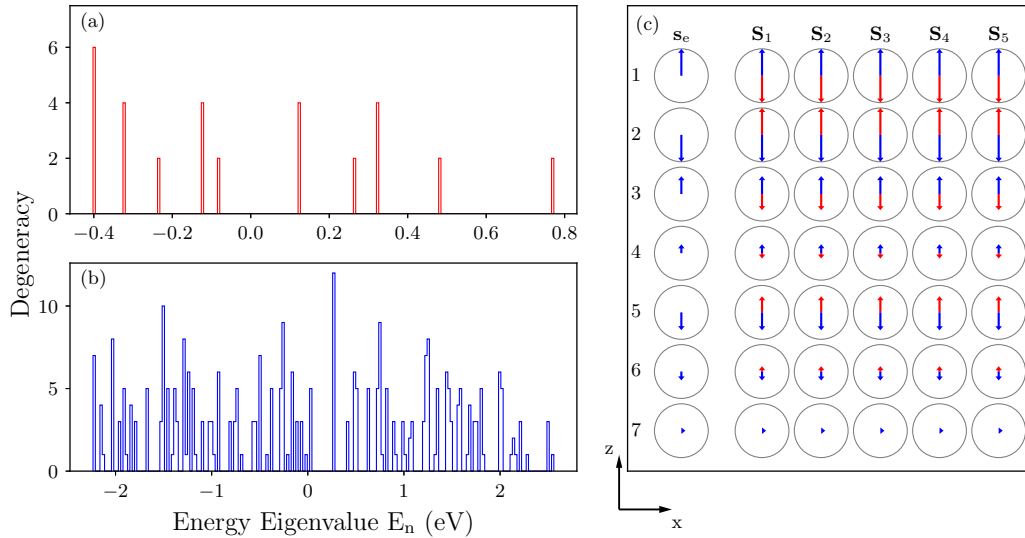 (a)
6
4
2
0
−0.4 −0.2 0.0 0.2 0.4 0.6 0.8
Degeneracy
(b)
10
5
0
−2 −1 0 1 2
Energy Eigenvalue Eₙ (eV)
(c)
sₑ S₁ S₂ S₃ S₄ S₅
1
2
3
4
5
6
7
z
x